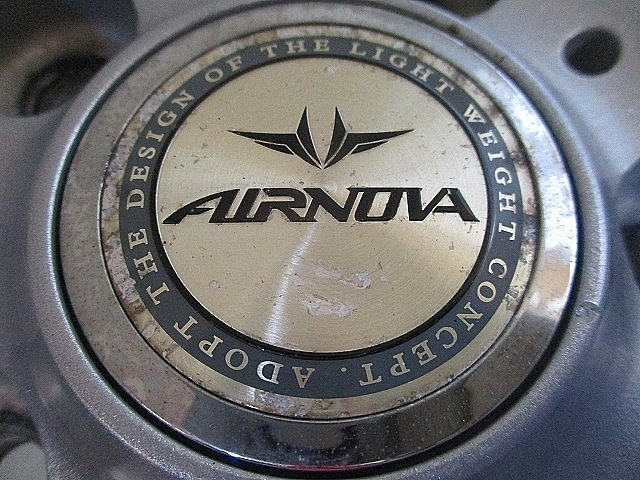 AIRNOVA
ADOPT THE DESIGN OF THE LIGHT WEIGHT CONCEPT.